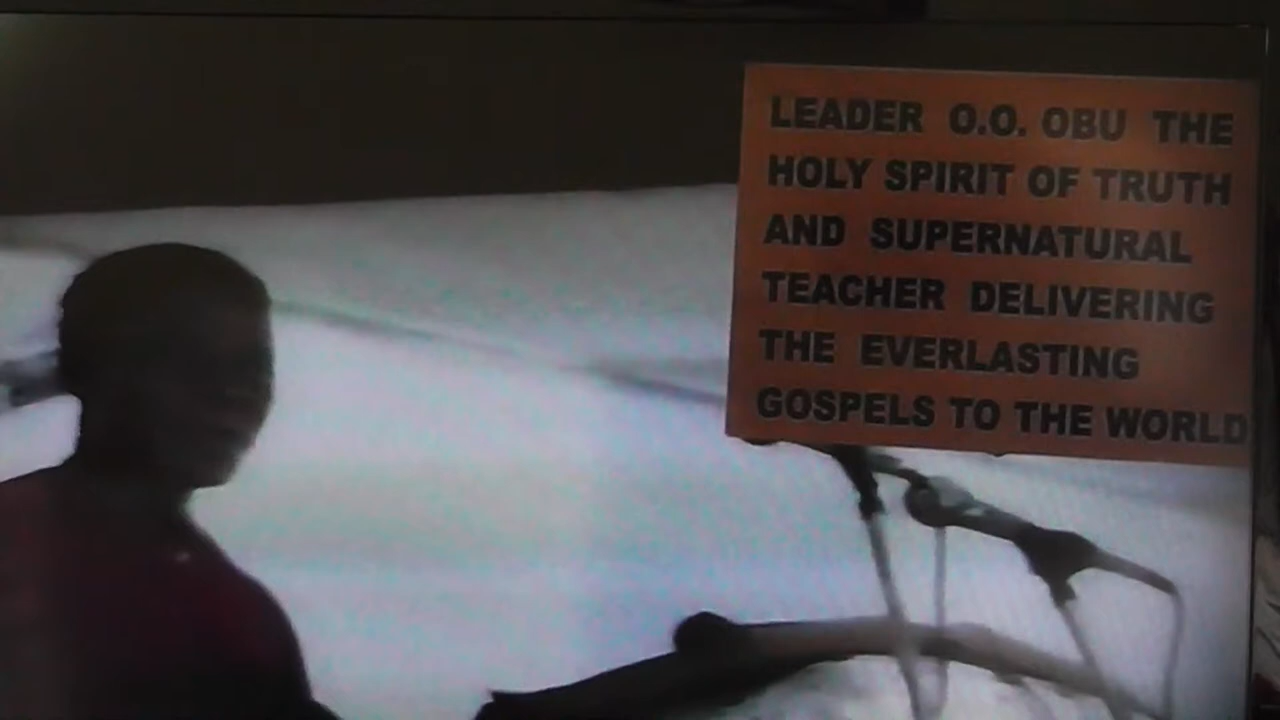 LEADER O.O. OBU THE
HOLY SPIRIT OF TRUTH
AND SUPERNATURAL
TEACHER DELIVERING
THE EVERLASTING
GOSPELS TO THE WORLD